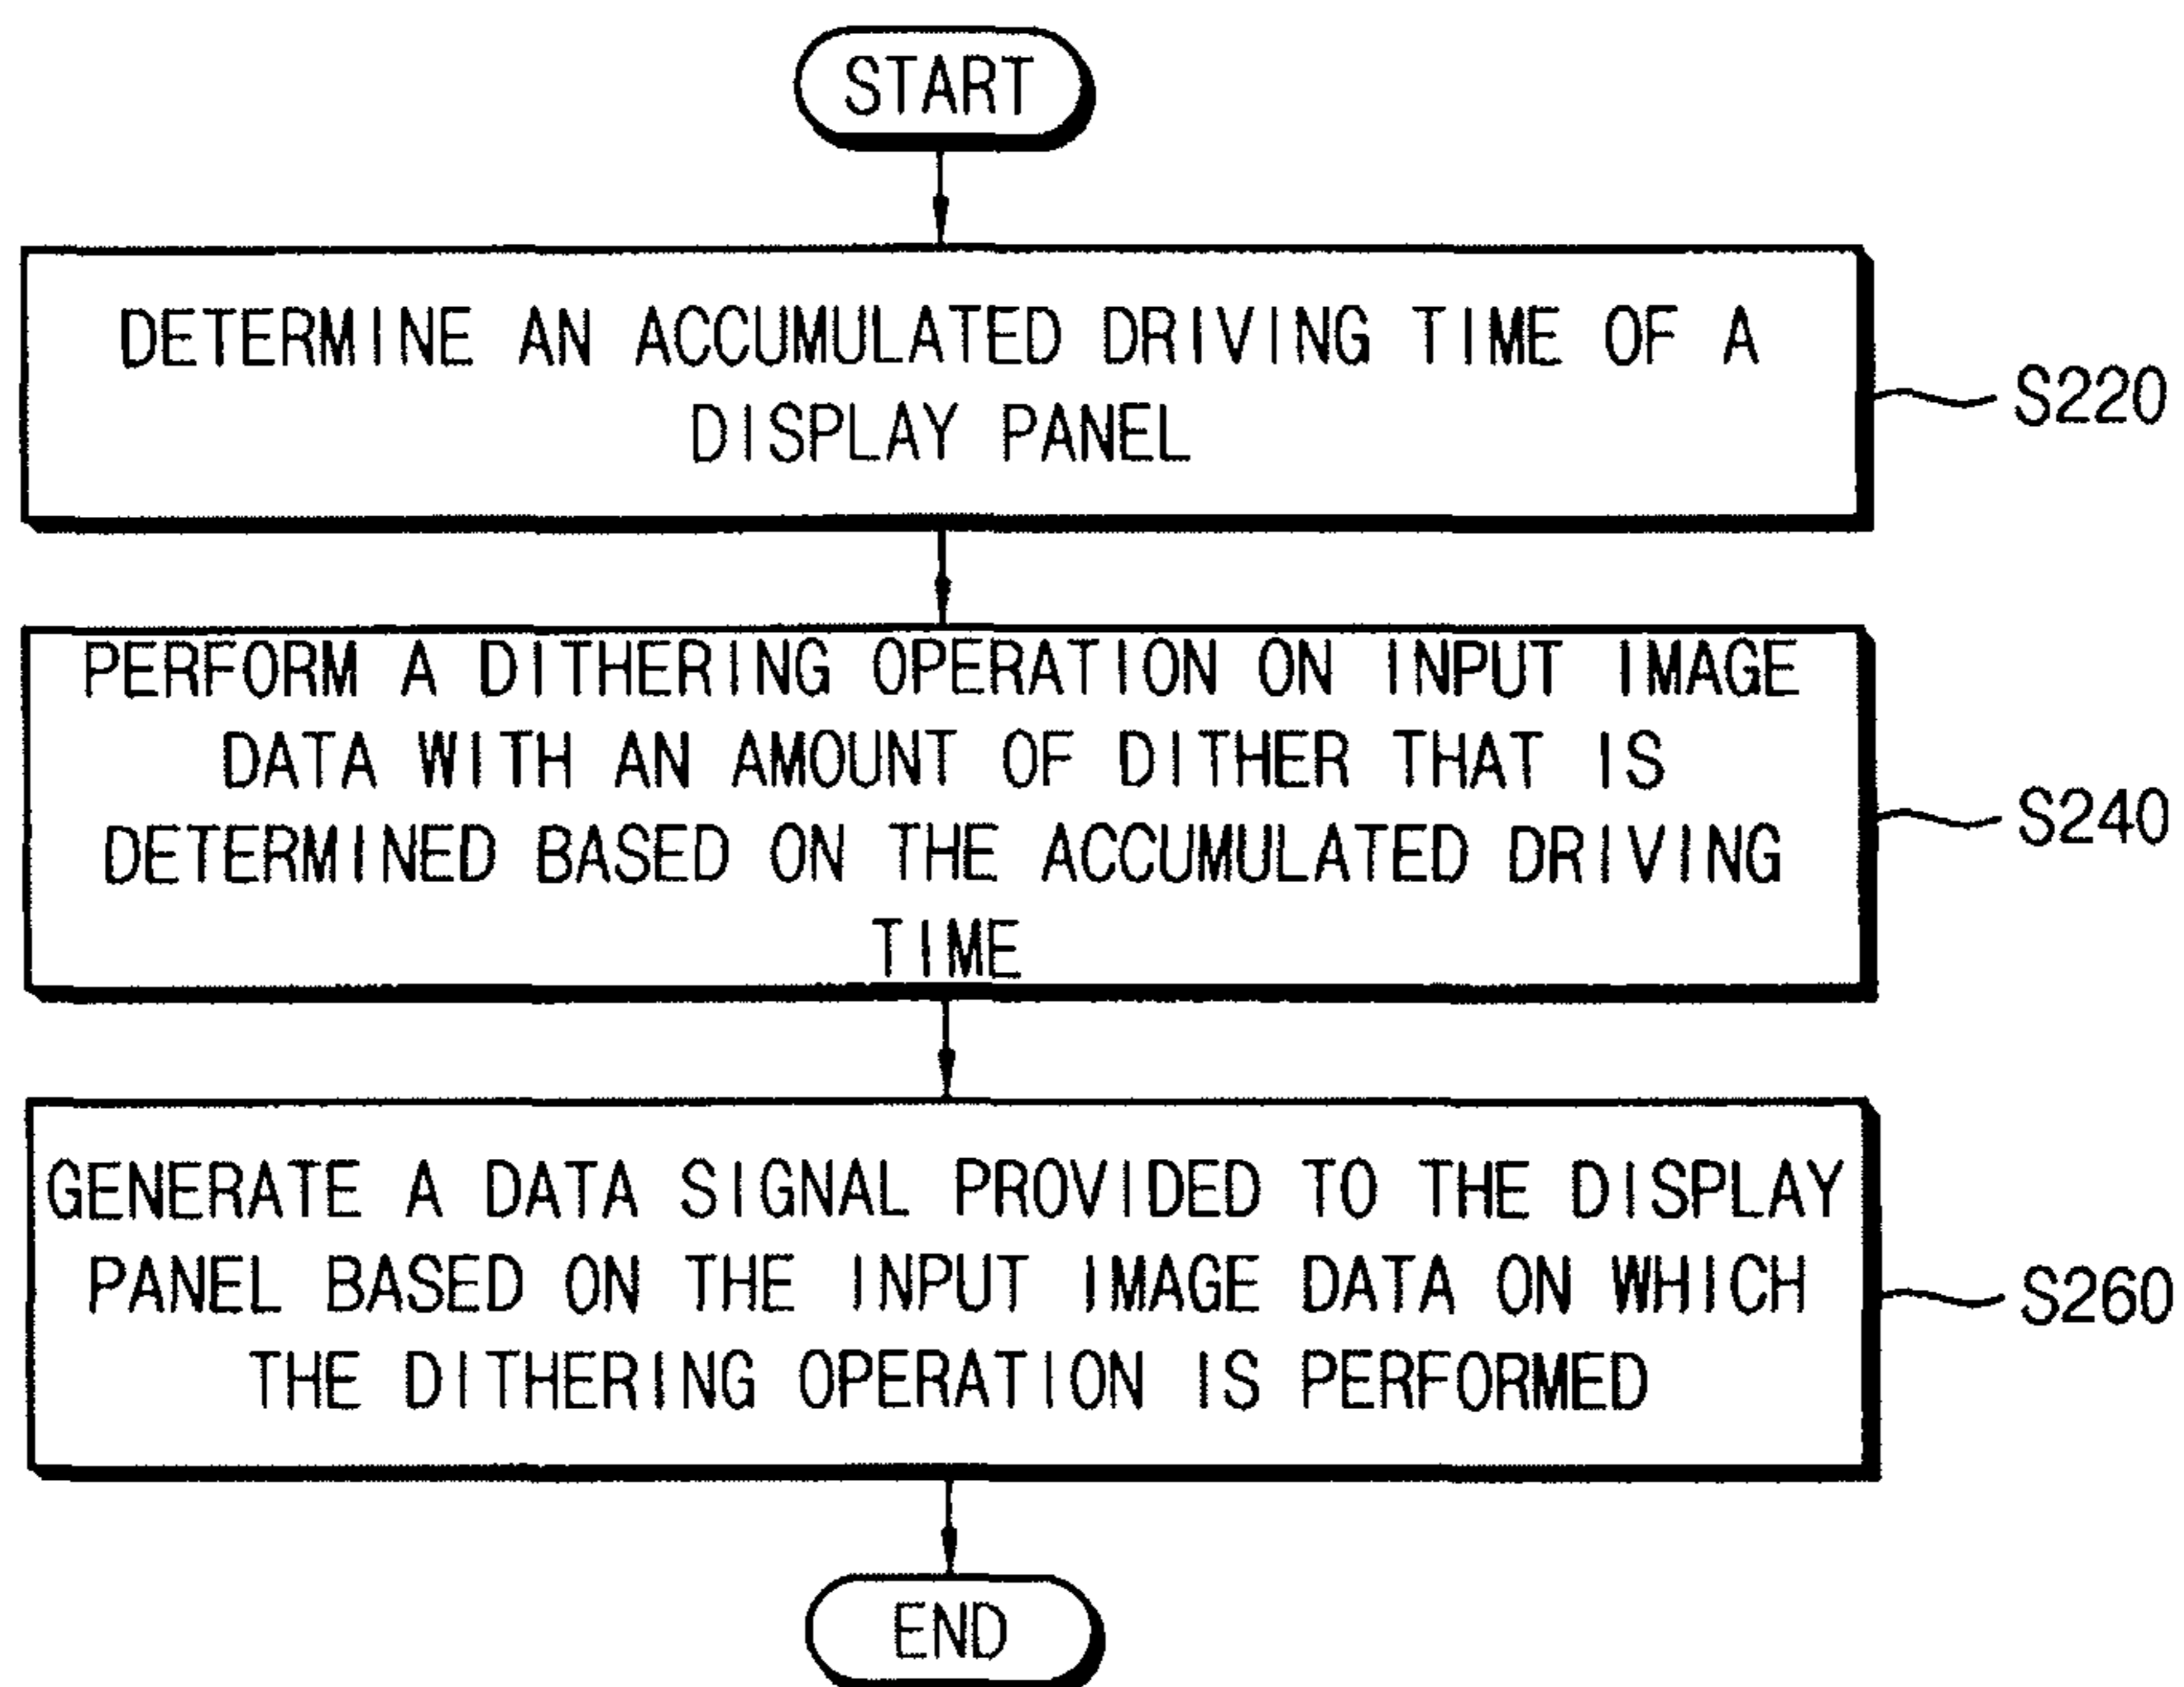 START
DETERMINE AN ACCUMULATED DRIVING TIME OF A
DISPLAY PANEL
S220
PERFORM A DITHERING OPERATION ON INPUT IMAGE
DATA WITH AN AMOUNT OF DITHER THAT IS
DETERMINED BASED ON THE ACCUMULATED DRIVING
TIME
S240
GENERATE A DATA SIGNAL PROVIDED TO THE DISPLAY
PANEL BASED ON THE INPUT IMAGE DATA ON WHICH
THE DITHERING OPERATION IS PERFORMED
S260
END